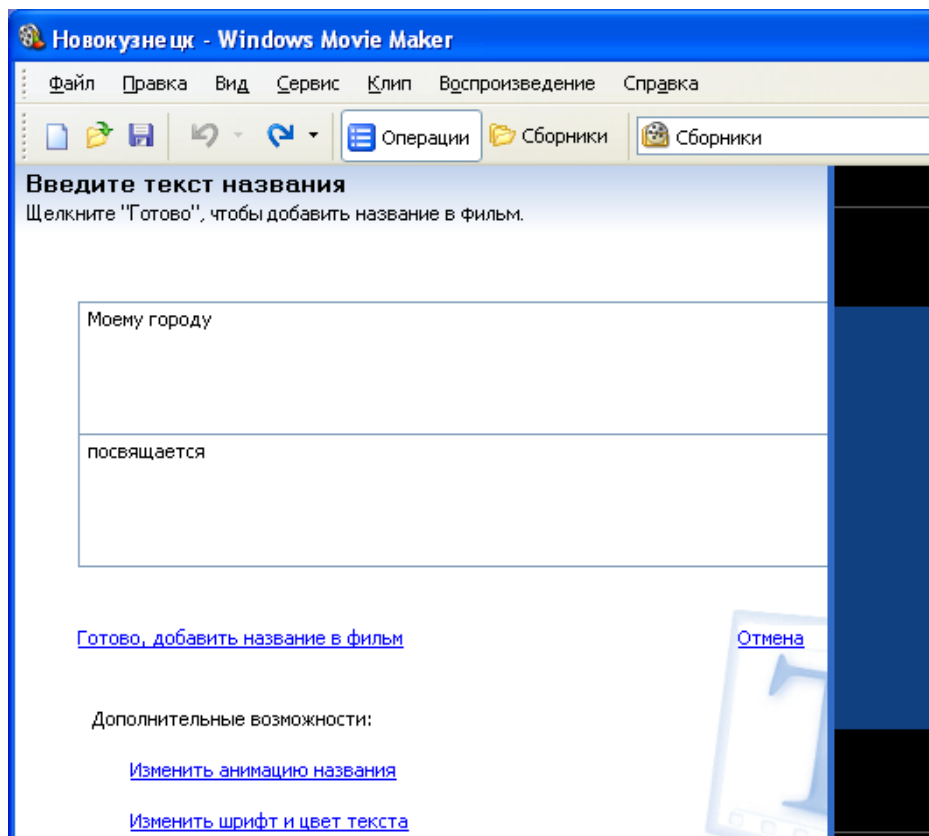 Новокузнецк - Windows Movie Maker
Файл Правка Вид Сервис Клип Воспроизведение Справка
Операции Сборники Сборники
Введите текст названия
Щелкните "Готово", чтобы добавить название в фильм.
Моему городу
посвящается
Готово, добавить название в фильм Отмена
Дополнительные возможности:
Изменить анимацию названия
Изменить шрифт и цвет текста